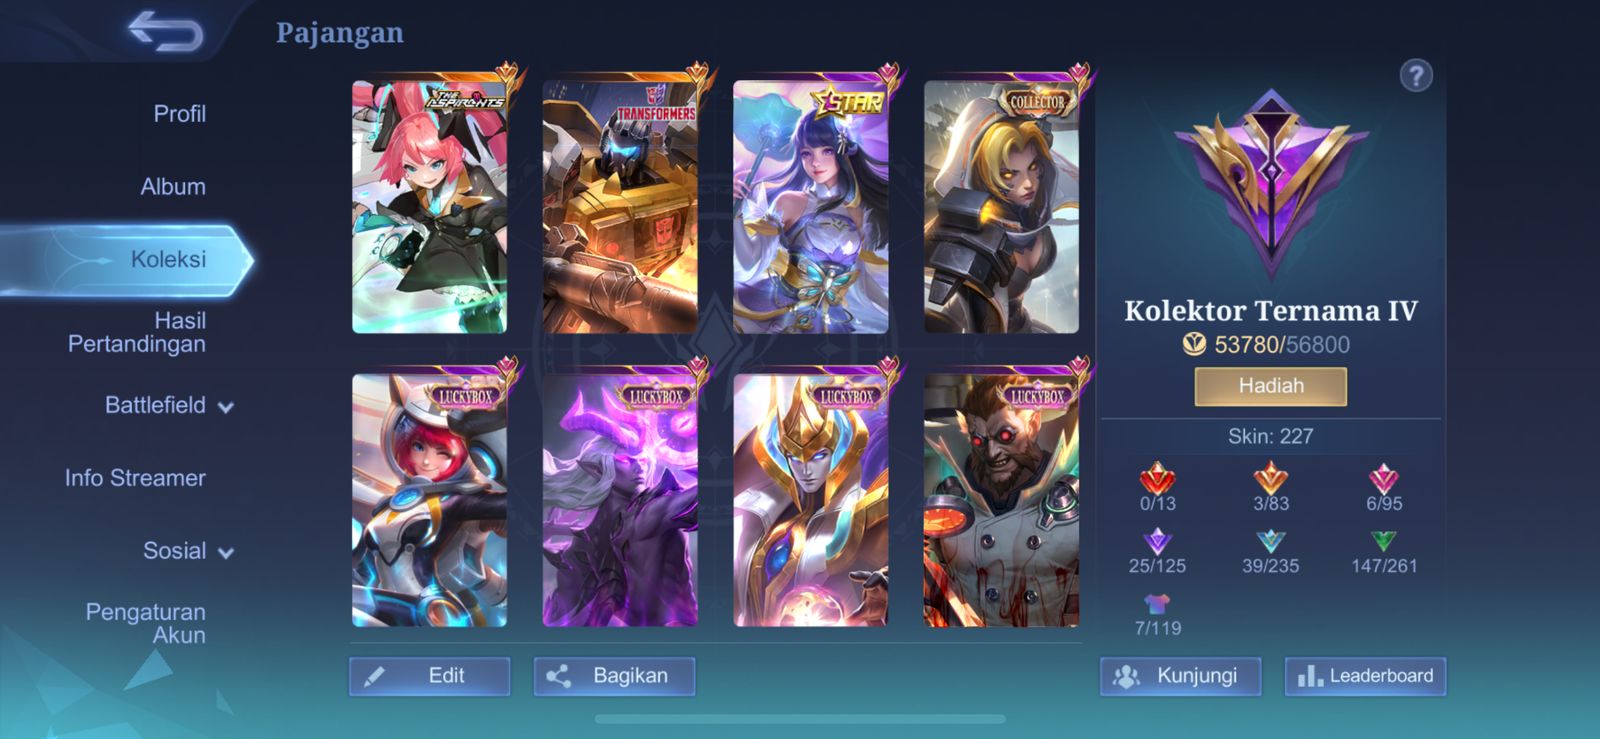 Pajangan
?
Profil
Album
Koleksi
Hasil
Pertandingan
Battlefield
Info Streamer
Sosial
Pengaturan
Akun
THE
ASPIRANTS
TRANSFORMERS
STAR
COLLECTOR
LUCKYBOX
LUCKYBOX
LUCKYBOX
LUCKYBOX
Edit
Bagikan
Kolektor Ternama IV
53780/56800
Hadiah
Skin: 227
0/13
3/83
6/95
25/125
39/235
147/261
7/119
Kunjungi
Leaderboard